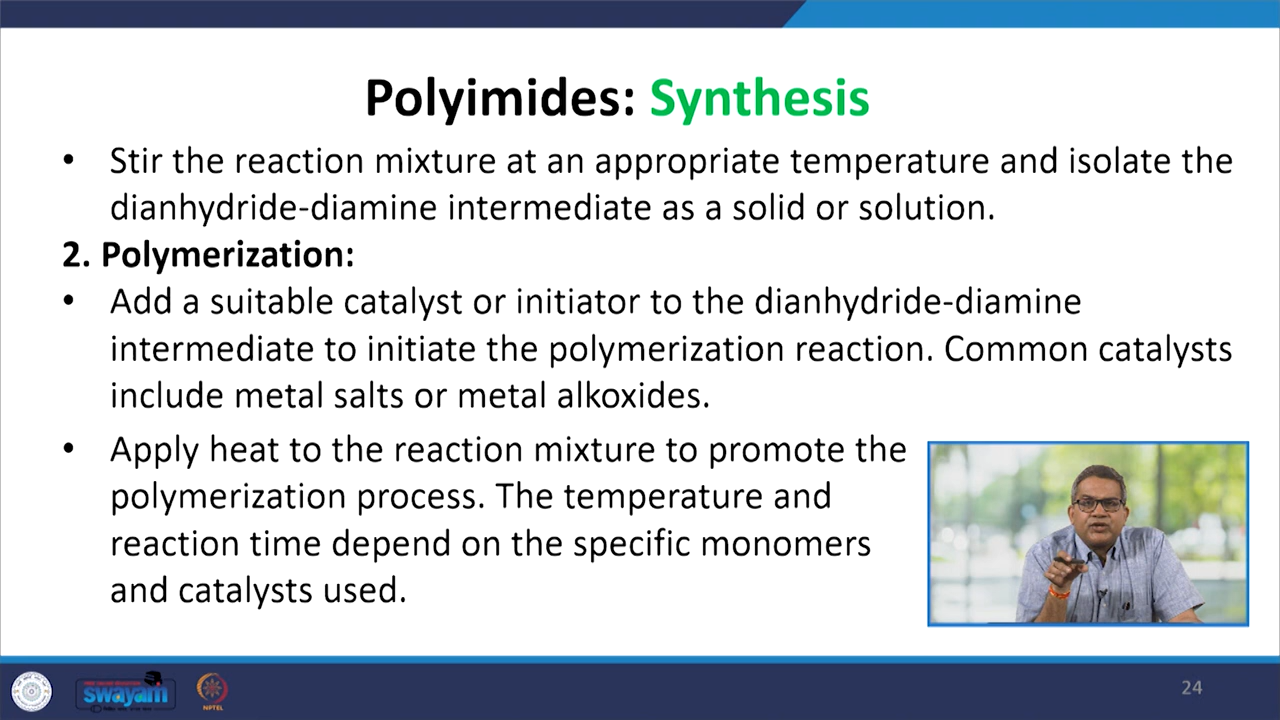 Polyimides: Synthesis
• Stir the reaction mixture at an appropriate temperature and isolate the
dianhydride-diamine intermediate as a solid or solution.
2. Polymerization:
• Add a suitable catalyst or initiator to the dianhydride-diamine
intermediate to initiate the polymerization reaction. Common catalysts
include metal salts or metal alkoxides.
• Apply heat to the reaction mixture to promote the
polymerization process. The temperature and
reaction time depend on the specific monomers
and catalysts used.
swayam
NPTEL
24